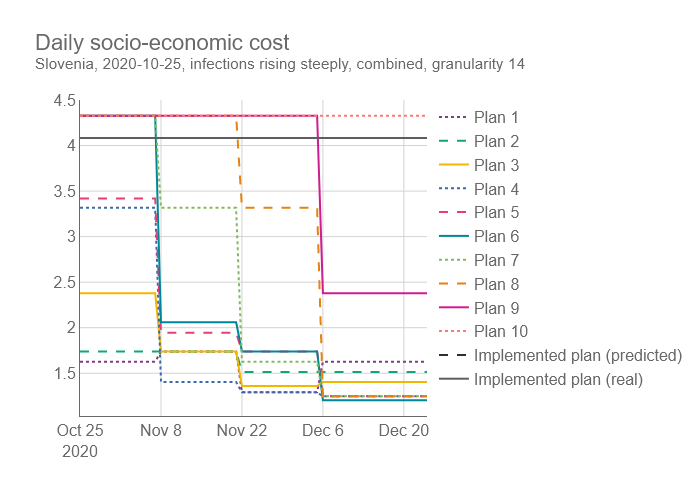 Daily socio-economic cost
Slovenia, 2020-10-25, infections rising steeply, combined, granularity 14
4.5
4
3.5
3
2.5
2
1.5
Oct 25
2020
Nov 8
Nov 22
Dec 6
Dec 20
Plan 1
Plan 2
Plan 3
Plan 4
Plan 5
Plan 6
Plan 7
Plan 8
Plan 9
Plan 10
Implemented plan (predicted)
Implemented plan (real)